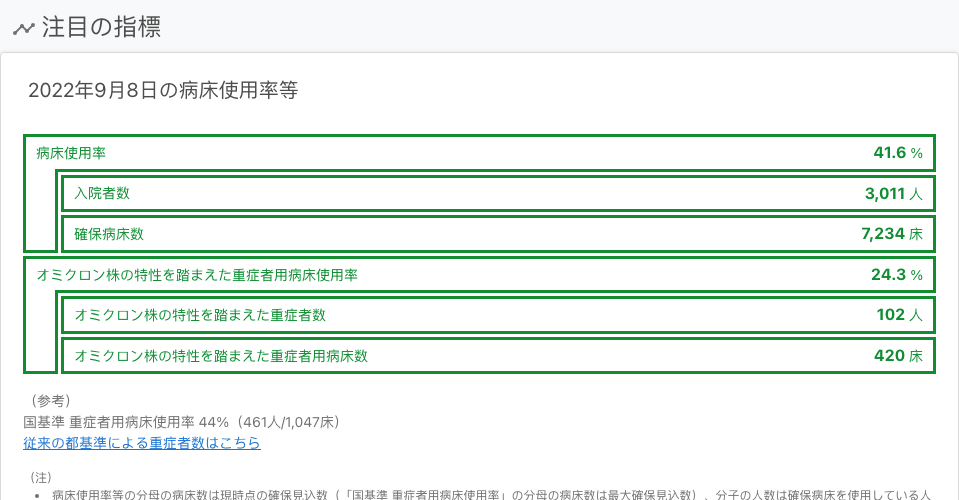 注目の指標
2022年9月8日の病床使用率等
病床使用率 41.6 %
入院者数 3,011 人
確保病床数 7,234 床
オミクロン株の特性を踏まえた重症者用病床使用率 24.3 %
オミクロン株の特性を踏まえた重症者数 102 人
オミクロン株の特性を踏まえた重症者用病床数 420 床
（参考）
国基準 重症者用病床使用率 44%（461人/1,047床）
従来の都基準による重症者数はこちら
（注）
• 病床使用率等の分母の病床数は現時点の確保見込数（「国基準 重症者用病床使用率」の分母の病床数は最大確保見込数）、分子の人数は確保病床を使用している人